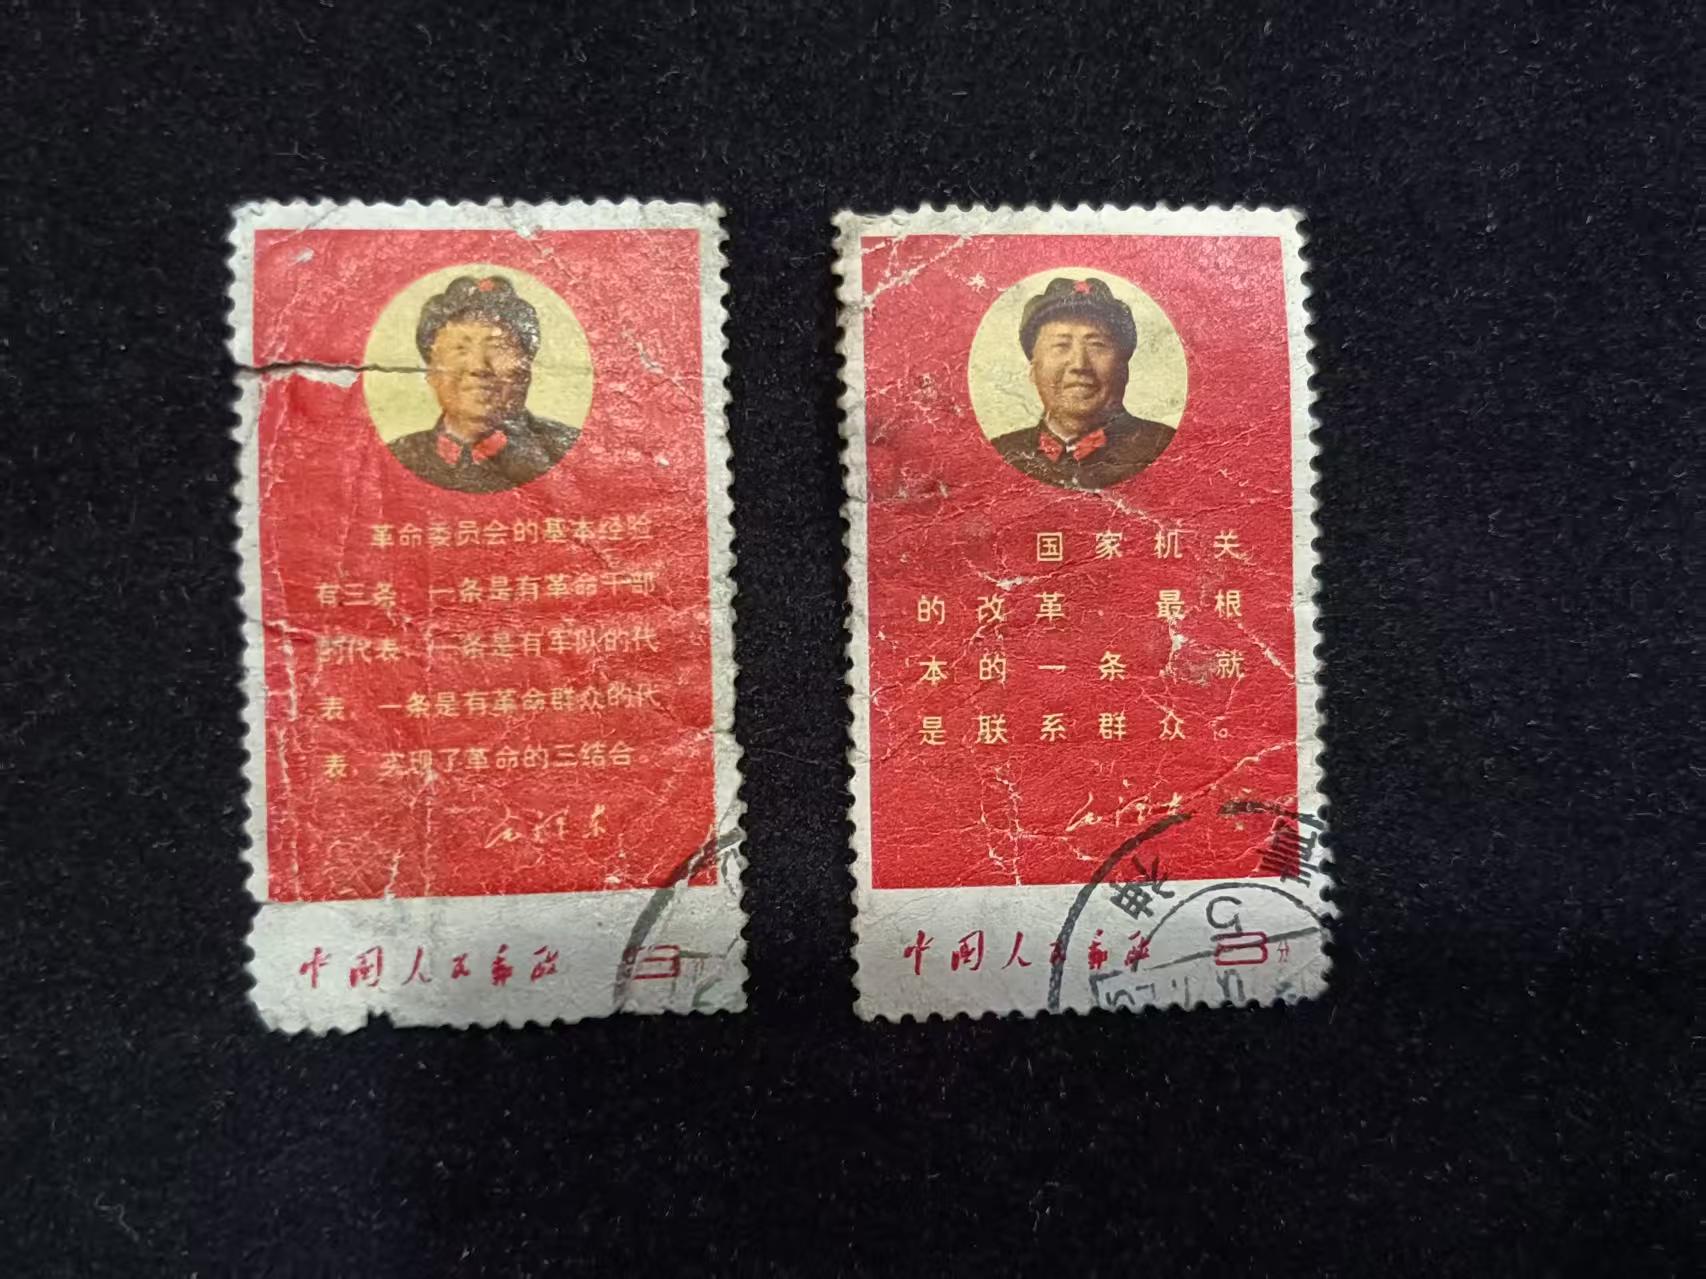 革命委员会的基本经验
有三条：一条是有革命干部
的代表，一条是有军队的代
表，一条是有革命群众的代
表，实现了革命的三结合。
毛泽东
中国人民邮政 8分
国家机关
的改革，最根
本的一条，就
是联系群众。
毛泽东
中国人民邮政 8分